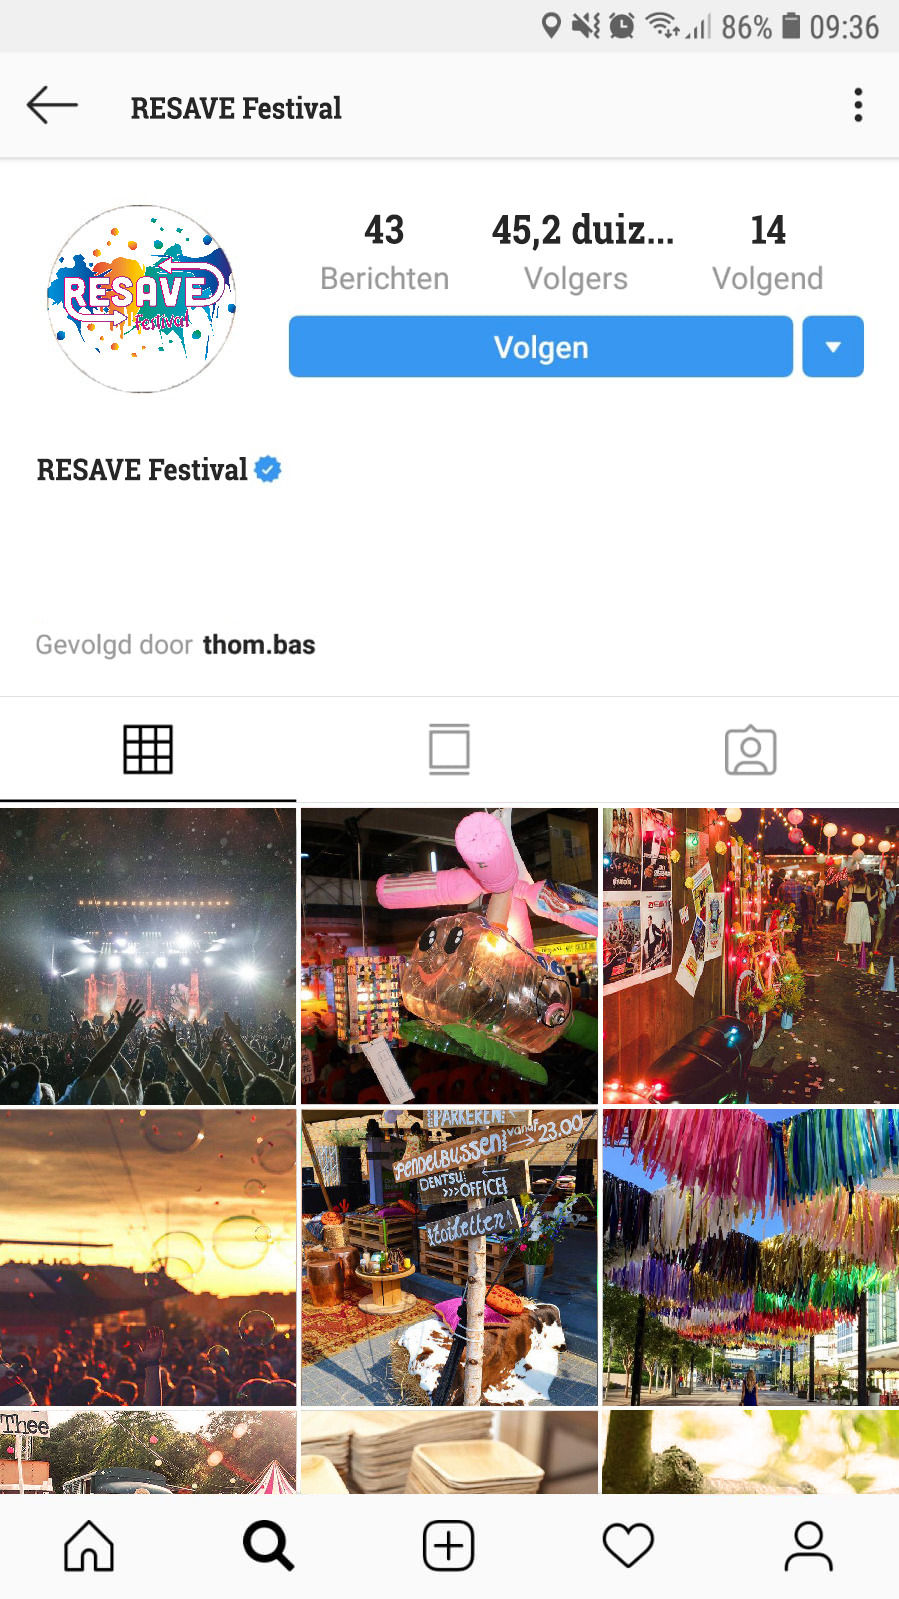 86% 09:36
RESAVE Festival
43 45,2 duiz... 14
Berichten Volgers Volgend
RESAVE
Festival
Volgen
RESAVE Festival
Gevolgd door thom.bas
PARKEREN
PENDELBUSSEN vanaf 23.00
DENTSU
>>>OFFICE!
toiletten
Thee